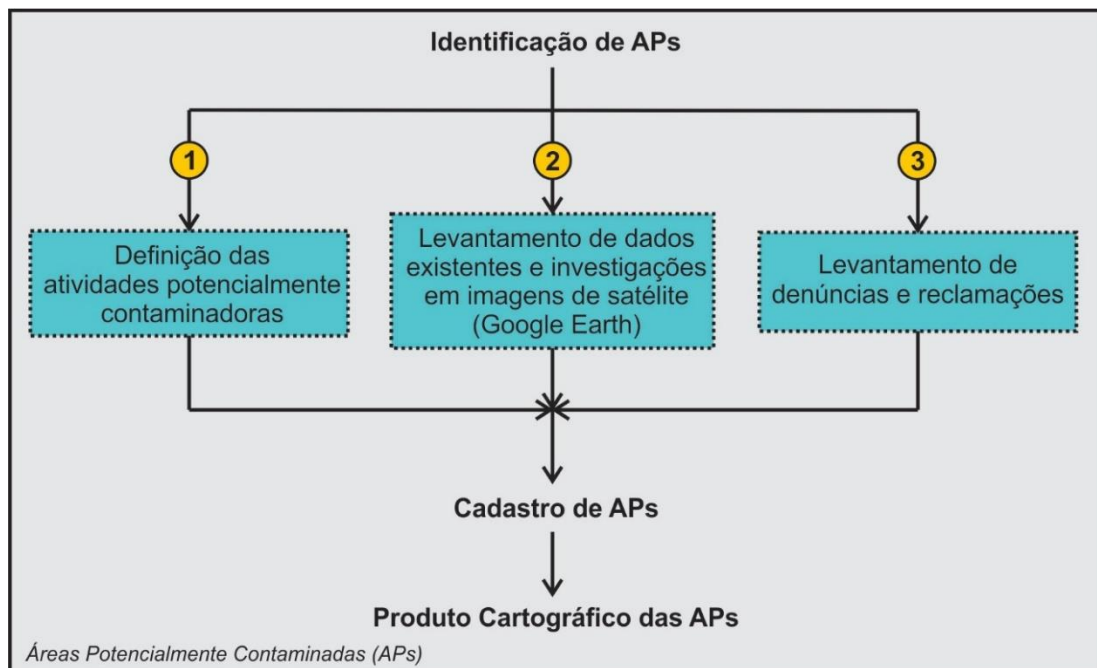 Identificação de APs
1
2
3
Definição das
atividades potencialmente
contaminadoras
Levantamento de dados
existentes e investigações
em imagens de satélite
(Google Earth)
Levantamento de
denúncias e reclamações
Cadastro de APs
Produto Cartográfico das APs
Áreas Potencialmente Contaminadas (APs)